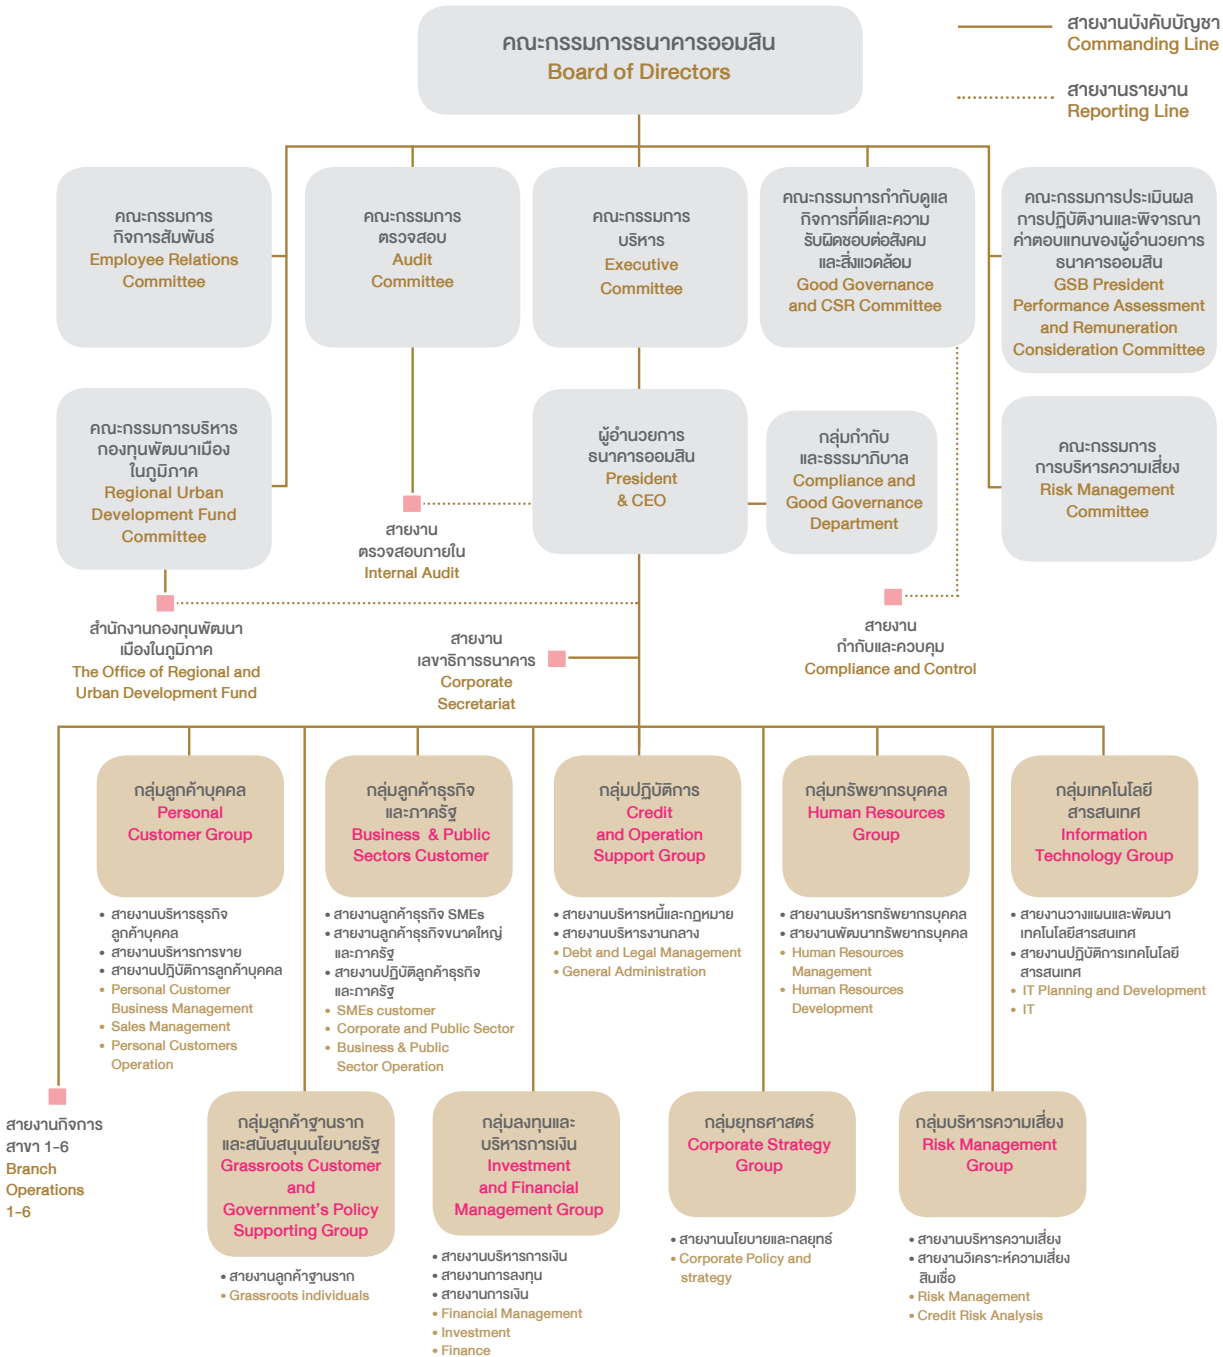 คณะกรรมการธนาคารออมสิน
Board of Directors
สายงานบังคับบัญชา
Commanding Line
สายงานรายงาน
Reporting Line
คณะกรรมการ
กิจการสัมพันธ์
Employee Relations
Committee
คณะกรรมการ
ตรวจสอบ
Audit
Committee
คณะกรรมการ
บริหาร
Executive
Committee
คณะกรรมการกำกับดูแล
กิจการที่ดีและความ
รับผิดชอบต่อสังคม
และสิ่งแวดล้อม
Good Governance
and CSR Committee
คณะกรรมการประเมินผล
การปฏิบัติงานและพิจารณา
ค่าตอบแทนของผู้อำนวยการ
ธนาคารออมสิน
GSB President
Performance Assessment
and Remuneration
Consideration Committee
คณะกรรมการบริหาร
กองทุนพัฒนาเมือง
ในภูมิภาค
Regional Urban
Development Fund
Committee
ผู้อำนวยการ
ธนาคารออมสิน
President
& CEO
กลุ่มกำกับ
และธรรมาภิบาล
Compliance and
Good Governance
Department
คณะกรรมการ
การบริหารความเสี่ยง
Risk Management
Committee
สายงาน
ตรวจสอบภายใน
Internal Audit
สำนักงานกองทุนพัฒนา
เมืองในภูมิภาค
The Office of Regional and
Urban Development Fund
สายงาน
เลขาธิการธนาคาร
Corporate
Secretariat
สายงาน
กำกับและควบคุม
Compliance and Control
กลุ่มลูกค้าบุคคล
Personal
Customer Group
• สายงานบริหารธุรกิจ
ลูกค้าบุคคล
• สายงานบริหารการขาย
• สายงานปฏิบัติการลูกค้าบุคคล
• Personal Customer
Business Management
• Sales Management
• Personal Customers
Operation
กลุ่มลูกค้าธุรกิจ
และภาครัฐ
Business & Public
Sectors Customer
• สายงานลูกค้าธุรกิจ SMEs
• สายงานลูกค้าธุรกิจขนาดใหญ่
และภาครัฐ
• สายงานปฏิบัติลูกค้าธุรกิจ
และภาครัฐ
• SMEs customer
• Corporate and Public Sector
• Business & Public
Sector Operation
กลุ่มปฏิบัติการ
Credit
and Operation
Support Group
• สายงานบริหารหนี้และกฎหมาย
• สายงานบริหารงานกลาง
• Debt and Legal Management
• General Administration
กลุ่มทรัพยากรบุคคล
Human Resources
Group
• สายงานบริหารทรัพยากรบุคคล
• สายงานพัฒนาทรัพยากรบุคคล
• Human Resources
Management
• Human Resources
Development
กลุ่มเทคโนโลยี
สารสนเทศ
Information
Technology Group
• สายงานวางแผนและพัฒนา
เทคโนโลยีสารสนเทศ
• สายงานปฏิบัติการเทคโนโลยี
สารสนเทศ
• IT Planning and Development
• IT
สายงานกิจการ
สาขา 1-6
Branch
Operations
1-6
กลุ่มลูกค้าฐานราก
และสนับสนุนนโยบายรัฐ
Grassroots Customer
and
Government's Policy
Supporting Group
• สายงานลูกค้าฐานราก
• Grassroots individuals
กลุ่มลงทุนและ
บริหารการเงิน
Investment
and Financial
Management Group
• สายงานบริหารการเงิน
• สายงานการลงทุน
• สายงานการเงิน
• Financial Management
• Investment
• Finance
กลุ่มยุทธศาสตร์
Corporate Strategy
Group
• สายงานนโยบายและกลยุทธ์
• Corporate Policy and
strategy
กลุ่มบริหารความเสี่ยง
Risk Management
Group
• สายงานบริหารความเสี่ยง
• สายงานวิเคราะห์ความเสี่ยง
สินเชื่อ
• Risk Management
• Credit Risk Analysis